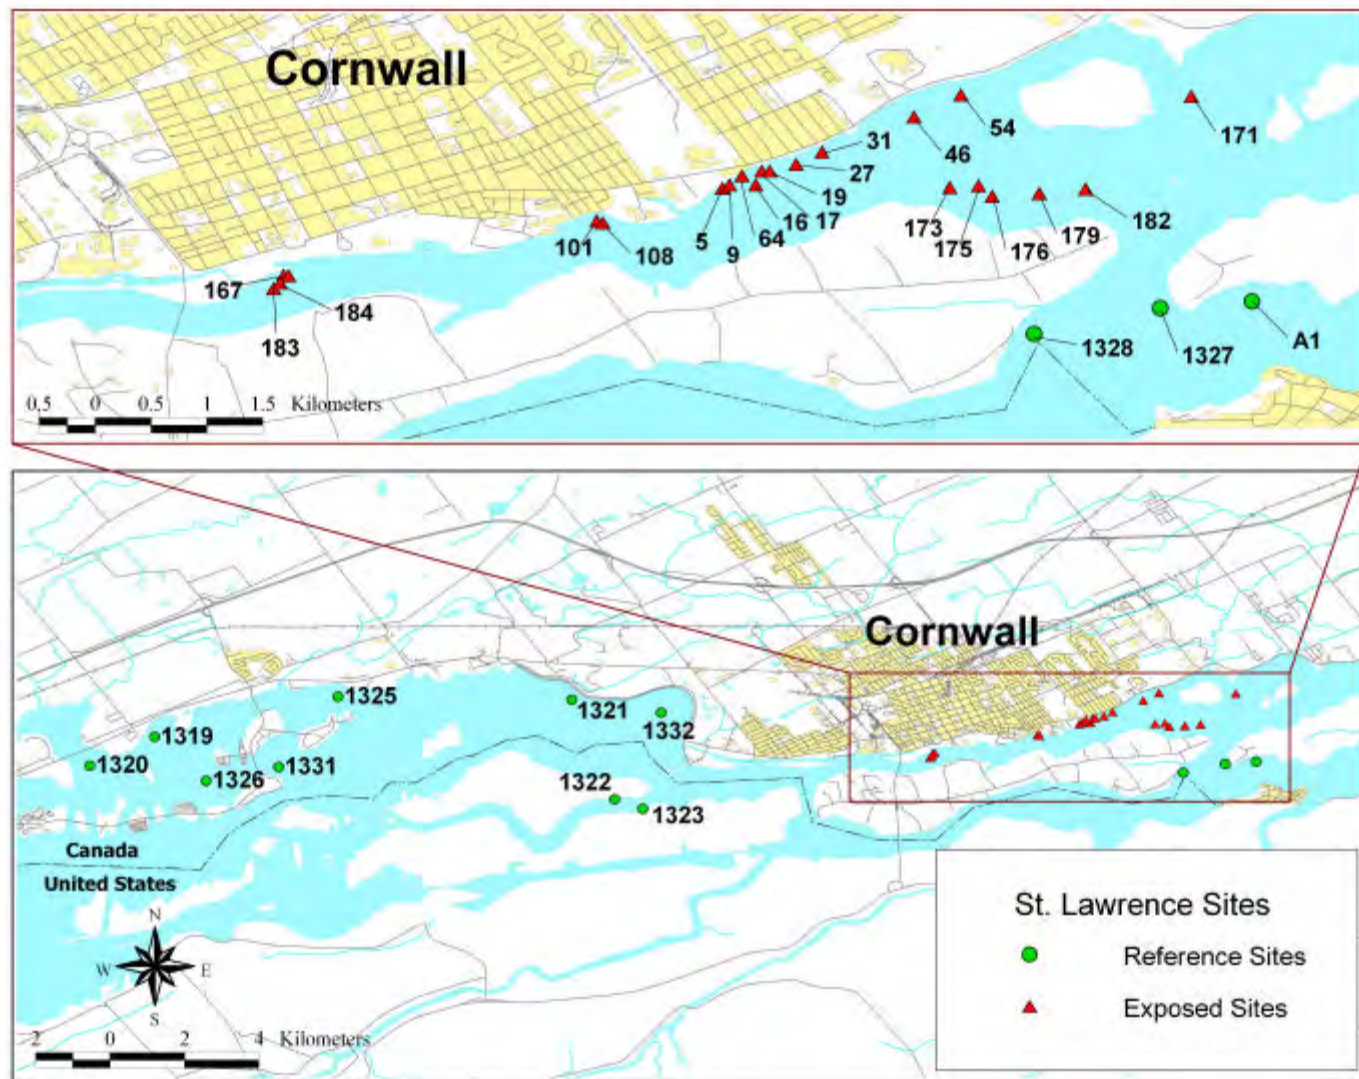 Cornwall
54
171
31
46
27
19
173
182
16
17
175
176
179
5
9
64
101
108
167
184
183
1328
1327
A1
0.5 0 0.5 1 1.5 Kilometers
Cornwall
1325
1321
1332
1319
1320
1326
1331
1322
1323
Canada
United States
N
W E
S
2 0 2 4 Kilometers
St. Lawrence Sites
Reference Sites
Exposed Sites